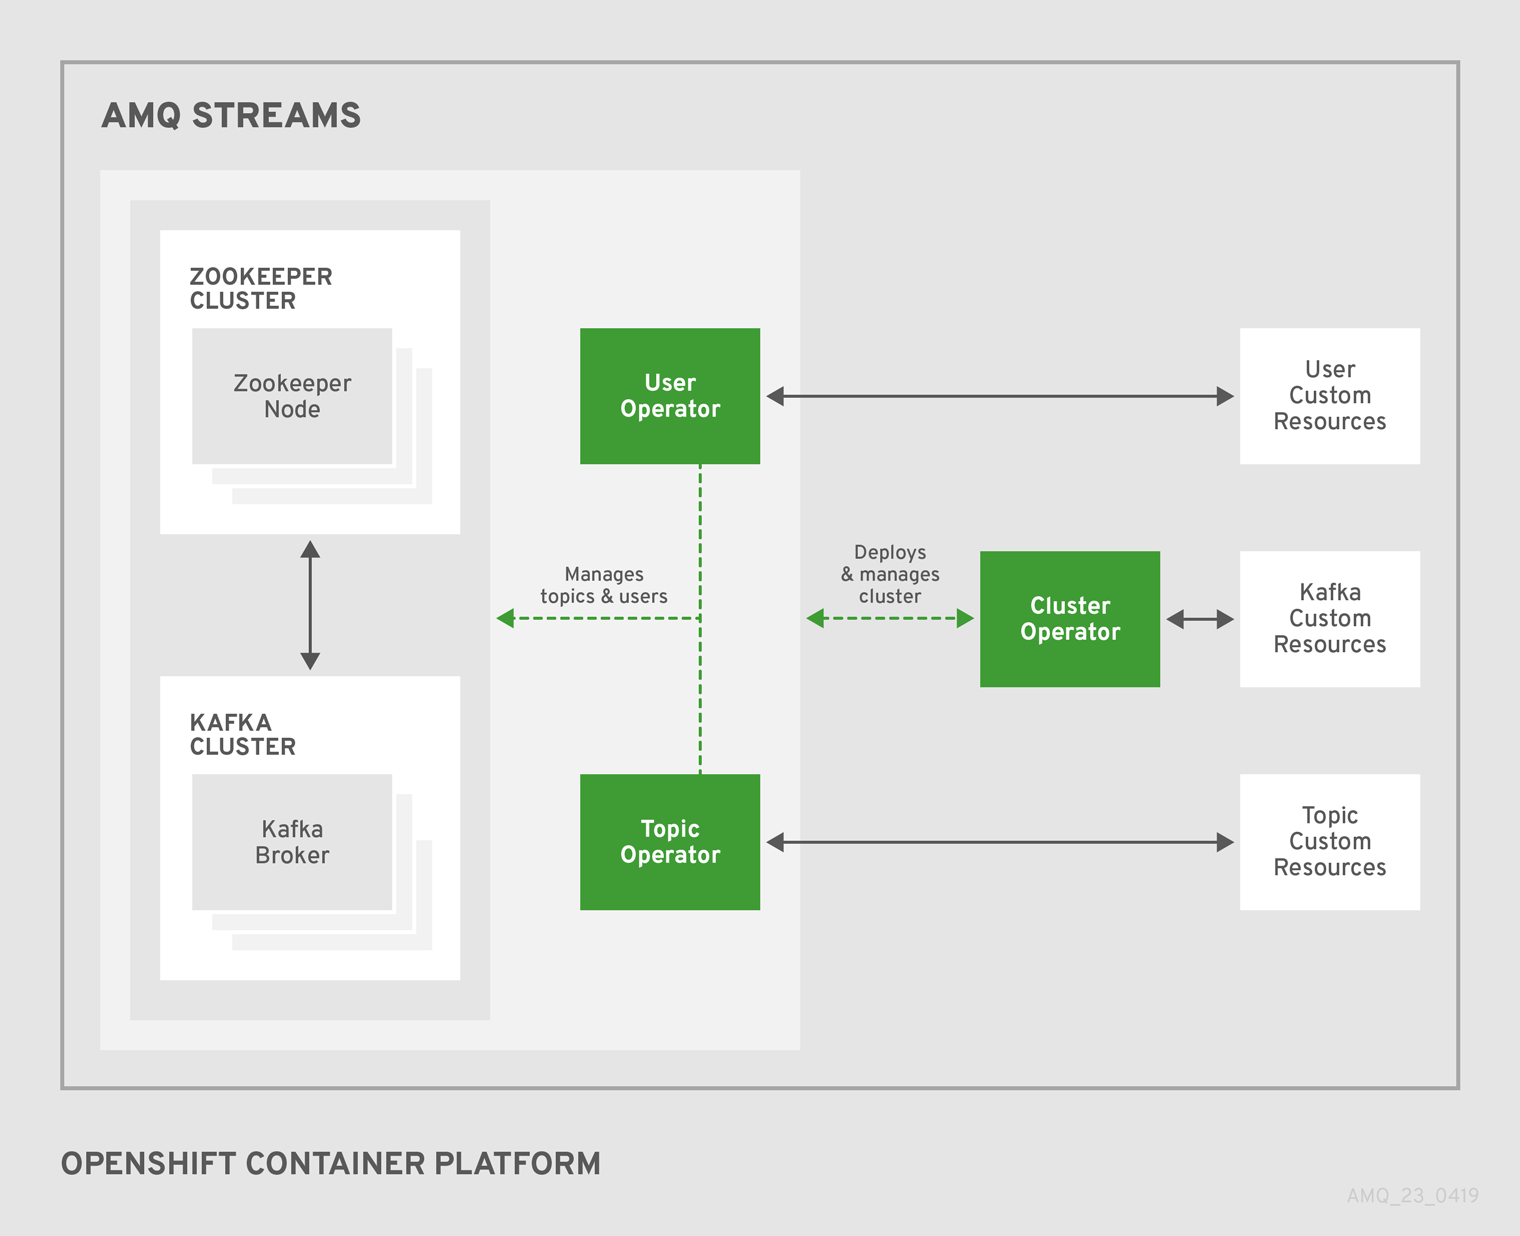 AMQ STREAMS
ZOOKEEPER
CLUSTER
Zookeeper
Node
User
Operator
User
Custom
Resources
Manages
topics & users
Deploys
& manages
cluster
Cluster
Operator
Kafka
Custom
Resources
KAFKA
CLUSTER
Kafka
Broker
Topic
Operator
Topic
Custom
Resources
OPENSHIFT CONTAINER PLATFORM
AMQ_23_0419